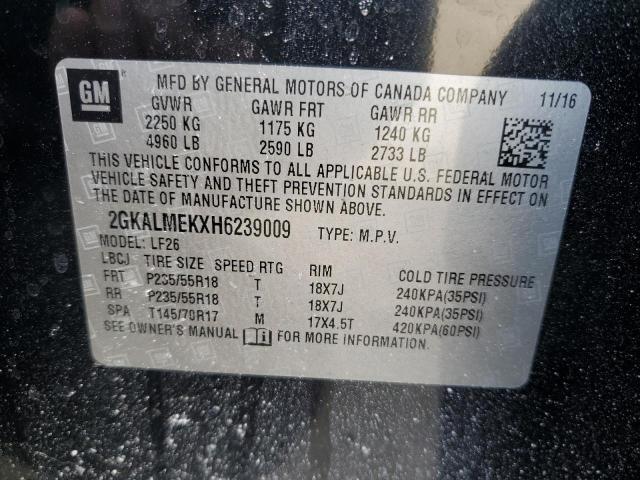 GM
MFD BY GENERAL MOTORS OF CANADA COMPANY 11/16
GVWR GAWR FRT GAWR RR
2250 KG 1175 KG 1240 KG
4960 LB 2590 LB 2733 LB
THIS VEHICLE CONFORMS TO ALL APPLICABLE U.S. FEDERAL MOTOR
VEHICLE SAFETY AND THEFT PREVENTION STANDARDS IN EFFECT ON
THE DATE OF MANUFACTURE SHOWN ABOVE.
2GKALMEKXH6239009 TYPE: M.P.V.
MODEL: LF26
LBCJ TIRE SIZE SPEED RTG RIM COLD TIRE PRESSURE
FRT P235/55R18 T 18X7J 240KPA(35PSI)
RR P235/55R18 T 18X7J 240KPA(35PSI)
SPA T145/70R17 M 17X4.5T 420KPA(60PSI)
SEE OWNER'S MANUAL FOR MORE INFORMATION.